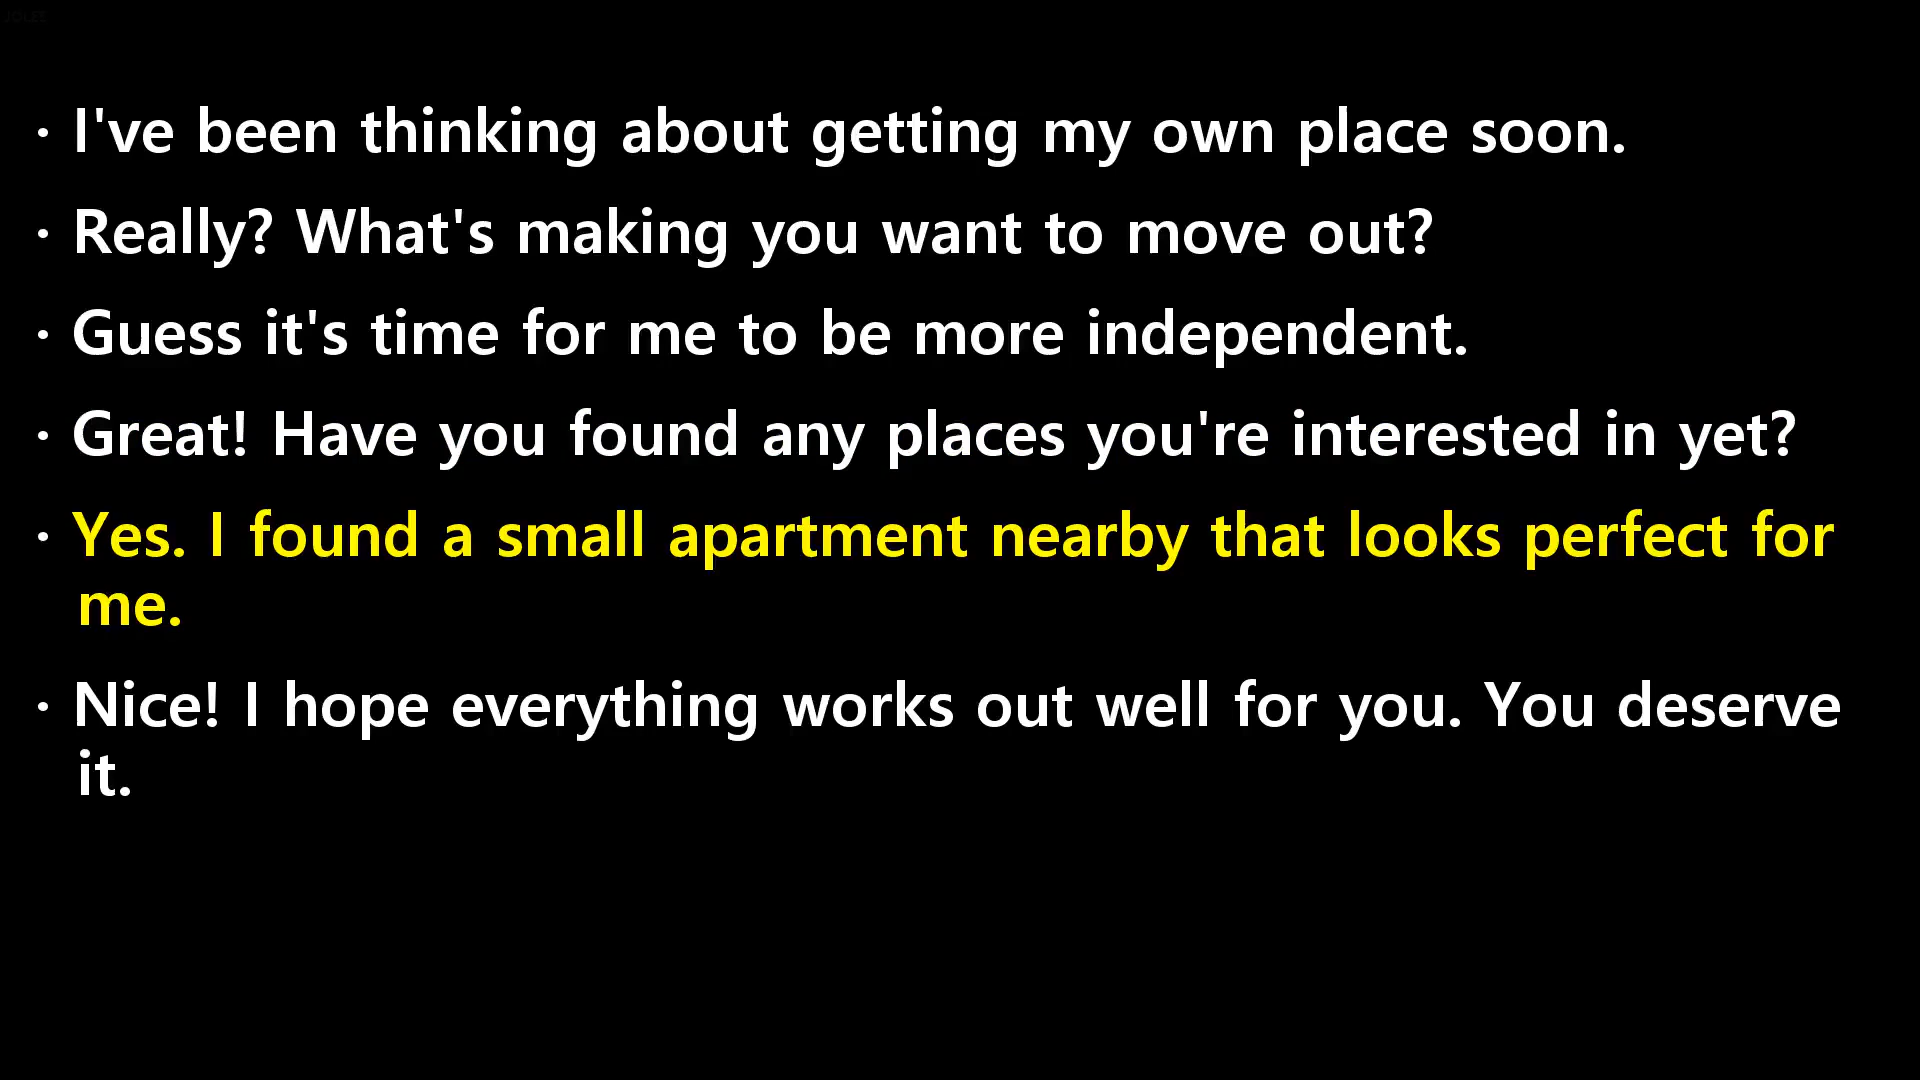 · I've been thinking about getting my own place soon.
· Really? What's making you want to move out?
· Guess it's time for me to be more independent.
· Great! Have you found any places you're interested in yet?
· Yes. I found a small apartment nearby that looks perfect for
me.
· Nice! I hope everything works out well for you. You deserve
it.